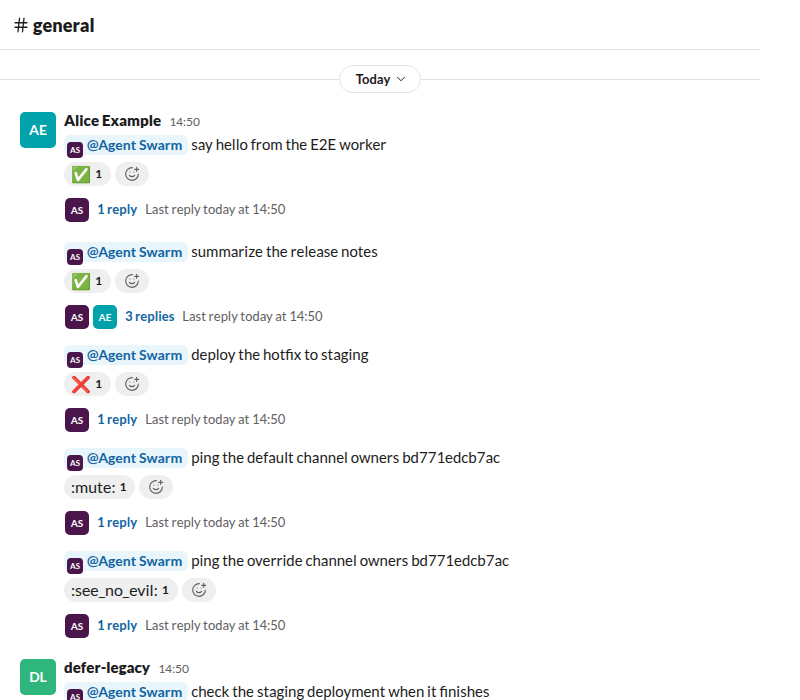 # general
Today
AE Alice Example 14:50
AS @Agent Swarm say hello from the E2E worker
✅ 1
AS 1 reply Last reply today at 14:50
AS @Agent Swarm summarize the release notes
✅ 1
AS AE 3 replies Last reply today at 14:50
AS @Agent Swarm deploy the hotfix to staging
❌ 1
AS 1 reply Last reply today at 14:50
AS @Agent Swarm ping the default channel owners bd771edcb7ac
:mute: 1
AS 1 reply Last reply today at 14:50
AS @Agent Swarm ping the override channel owners bd771edcb7ac
:see_no_evil: 1
AS 1 reply Last reply today at 14:50
DL defer-legacy 14:50
AS @Agent Swarm check the staging deployment when it finishes